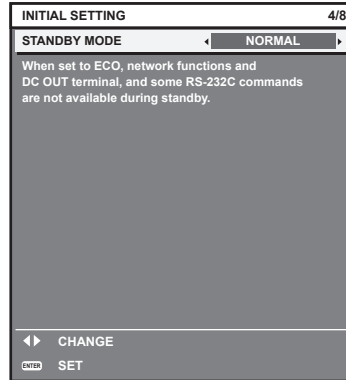 INITIAL SETTING 4/8
STANDBY MODE NORMAL
When set to ECO, network functions and
DC OUT terminal, and some RS-232C commands
are not available during standby.
CHANGE
ENTER SET